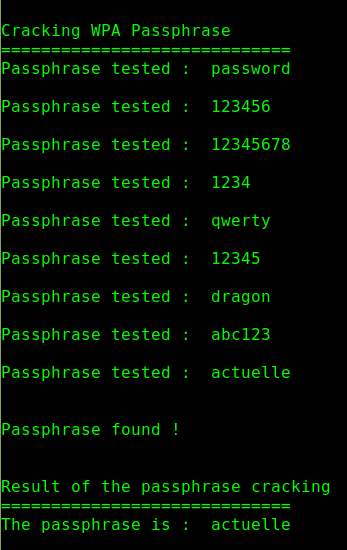 Cracking WPA Passphrase
=============================
Passphrase tested :  password
Passphrase tested :  123456
Passphrase tested :  12345678
Passphrase tested :  1234
Passphrase tested :  qwerty
Passphrase tested :  12345
Passphrase tested :  dragon
Passphrase tested :  abc123
Passphrase tested :  actuelle
Passphrase found !
Result of the passphrase cracking
=============================
The passphrase is :  actuelle